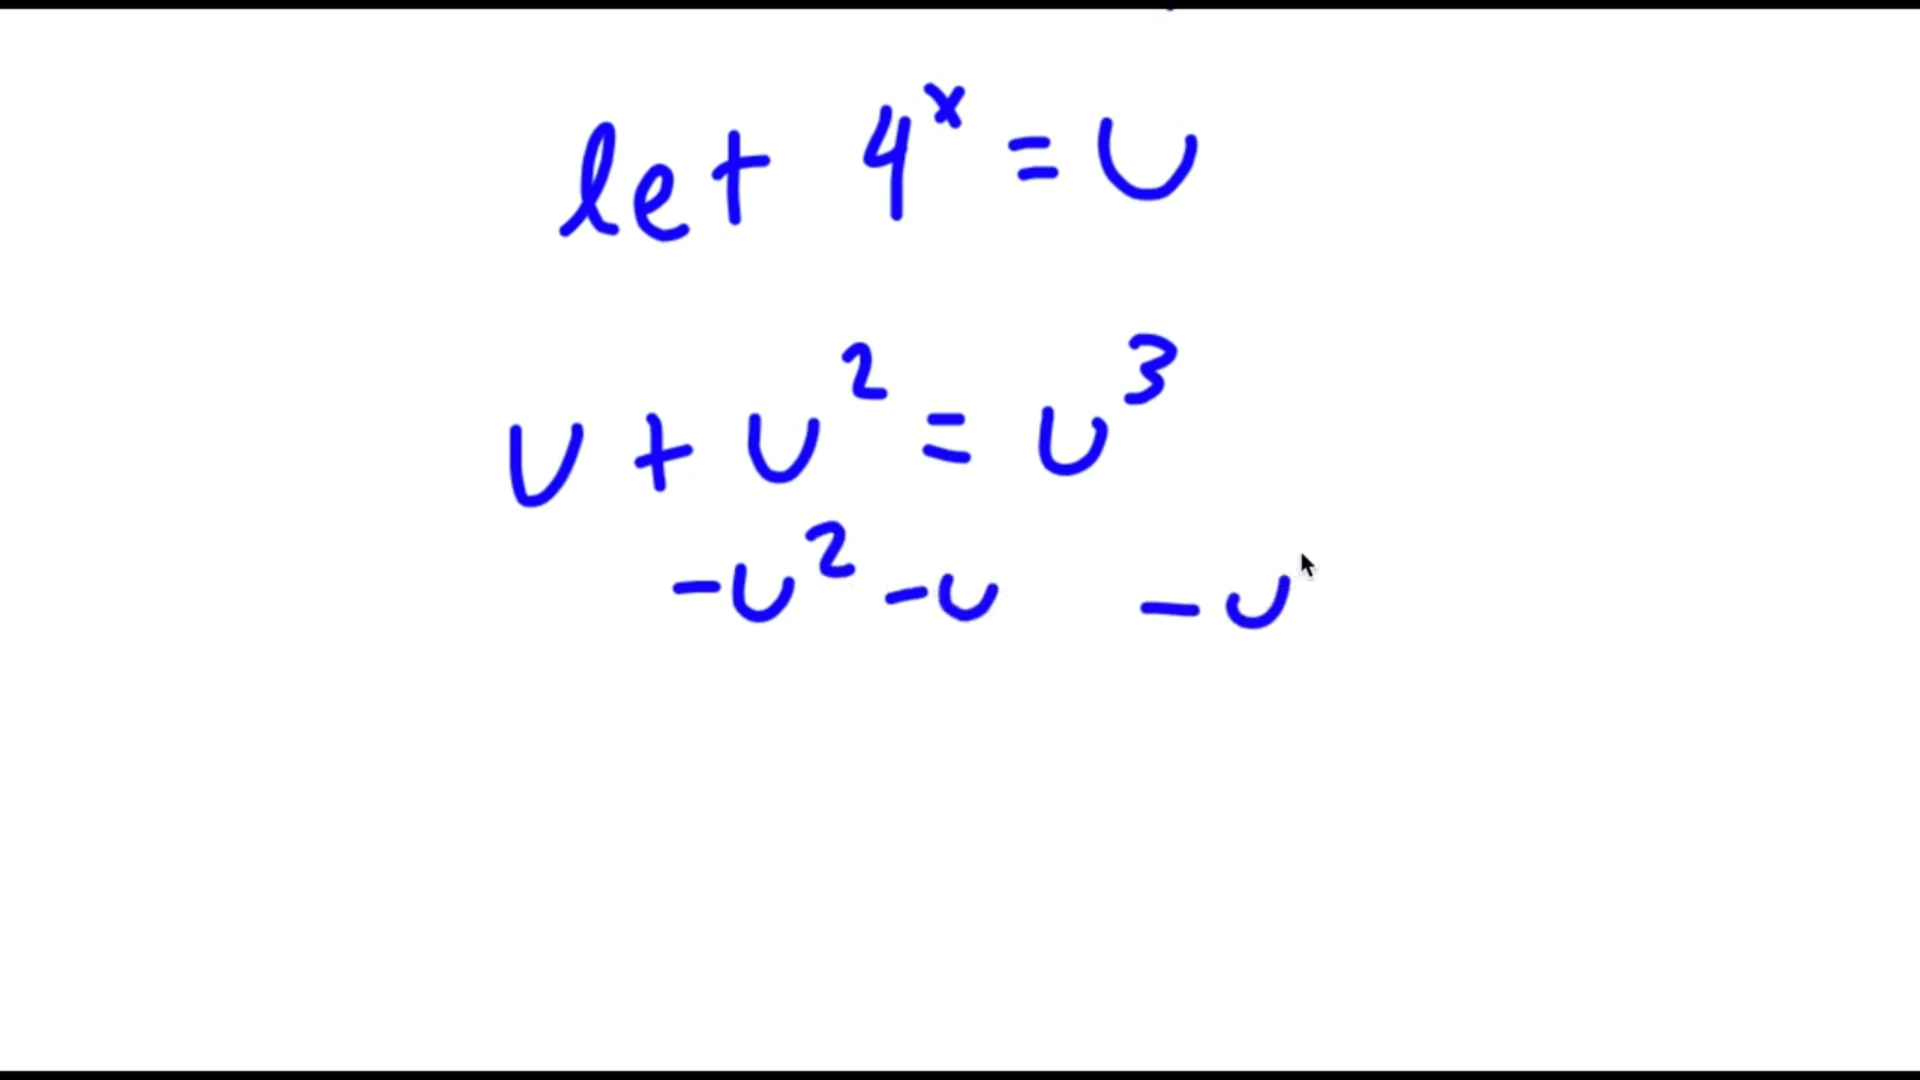 let 4^x = U
U + U^2 = U^3
-U^2 -U -U